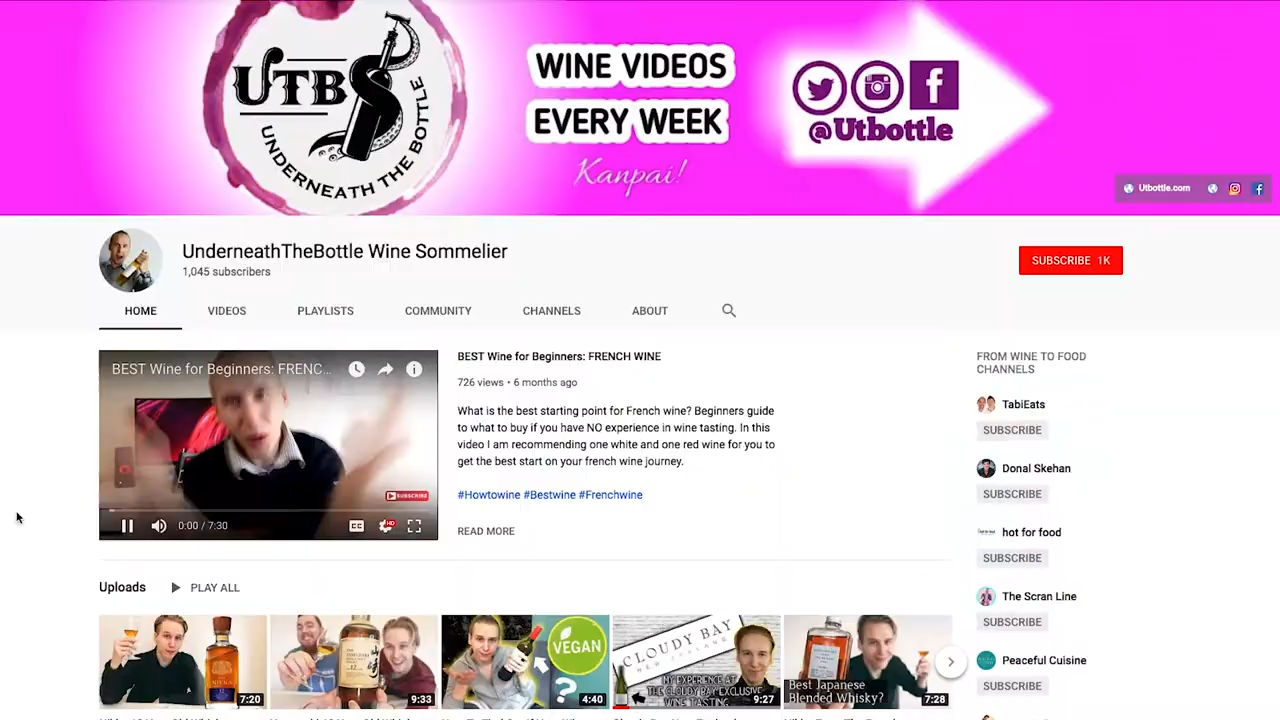 UTBS
UNDERNEATH THE BOTTLE
WINE VIDEOS
EVERY WEEK
Kanpai!
@Utbottle
Utbottle.com
UnderneathTheBottle Wine Sommelier
1,045 subscribers
SUBSCRIBE 1K
HOME VIDEOS PLAYLISTS COMMUNITY CHANNELS ABOUT
BEST Wine for Beginners: FRENC...
SUBSCRIBE
0:00 / 7:30
CC
HD
BEST Wine for Beginners: FRENCH WINE
726 views • 6 months ago
What is the best starting point for French wine? Beginners guide
to what to buy if you have NO experience in wine tasting. In this
video I am recommending one white and one red wine for you to
get the best start on your french wine journey.
#Howtowine #Bestwine #Frenchwine
READ MORE
FROM WINE TO FOOD
CHANNELS
TabiEats
SUBSCRIBE
Donal Skehan
SUBSCRIBE
hot for food
SUBSCRIBE
The Scran Line
SUBSCRIBE
Peaceful Cuisine
SUBSCRIBE
Uploads PLAY ALL
7:20
9:33
VEGAN
?
4:40
CLOUDY BAY
NEW ZEALAND
MY EXPERIENCE AT
THE CLOUDY BAY EXCLUSIVE
WINE TASTING
9:27
Best Japanese
Blended Whisky?
7:28